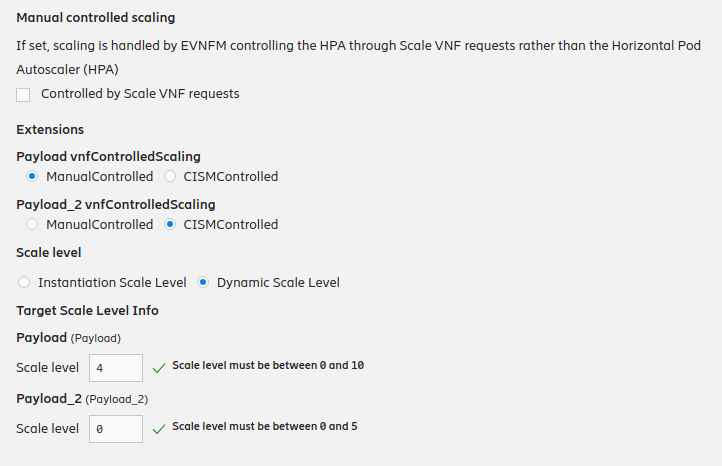 Manual controlled scaling
If set, scaling is handled by EVNFM controlling the HPA through Scale VNF requests rather than the Horizontal Pod
Autoscaler (HPA)
Controlled by Scale VNF requests
Extensions
Payload vnfControlledScaling
ManualControlled CISMControlled
Payload_2 vnfControlledScaling
ManualControlled CISMControlled
Scale level
Instantiation Scale Level Dynamic Scale Level
Target Scale Level Info
Payload (Payload)
Scale level 4 Scale level must be between 0 and 10
Payload_2 (Payload_2)
Scale level 0 Scale level must be between 0 and 5